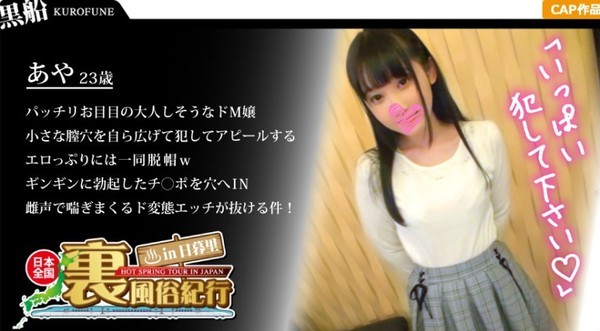 黒船 KUROFUNE
CAP作品
あや 23歳
パッチリお目目の大人しそうなドM嬢
小さな膣穴を自ら広げて犯してアピールする
エロっぷりには一同脱帽w
ギンギンに勃起したチ◯ポを穴へIN
雌声で喘ぎまくるド変態エッチが抜ける件！
「いっぱい
犯して下さい♡」
日本
全国
裏
風俗紀行
♨in日暮里
HOT SPRING TOUR IN JAPAN